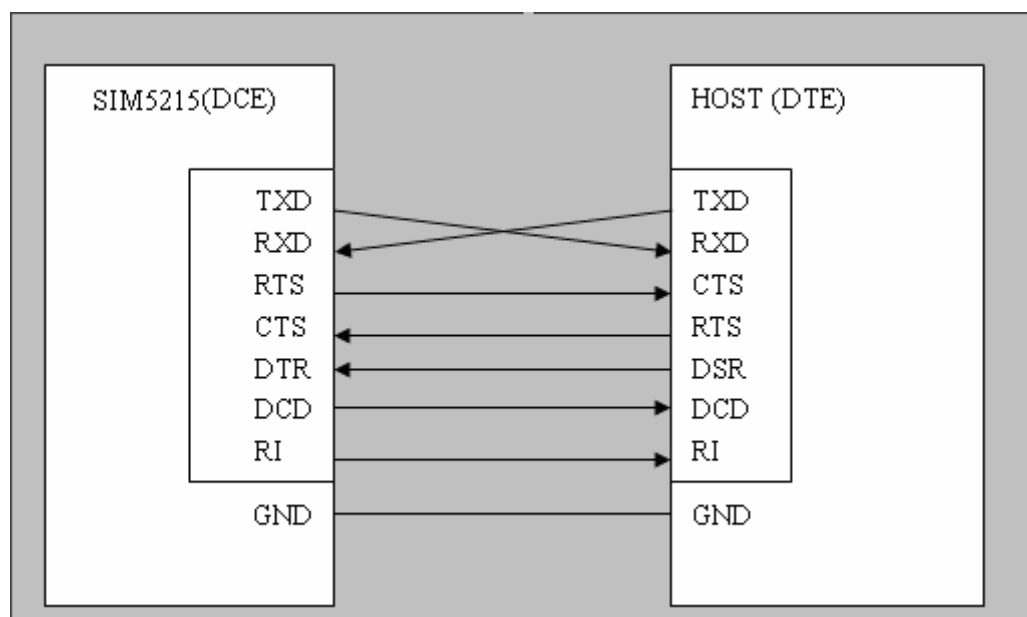 SIM5215(DCE)
TXD
RXD
RTS
CTS
DTR
DCD
RI
GND
HOST (DTE)
TXD
RXD
CTS
RTS
DSR
DCD
RI
GND